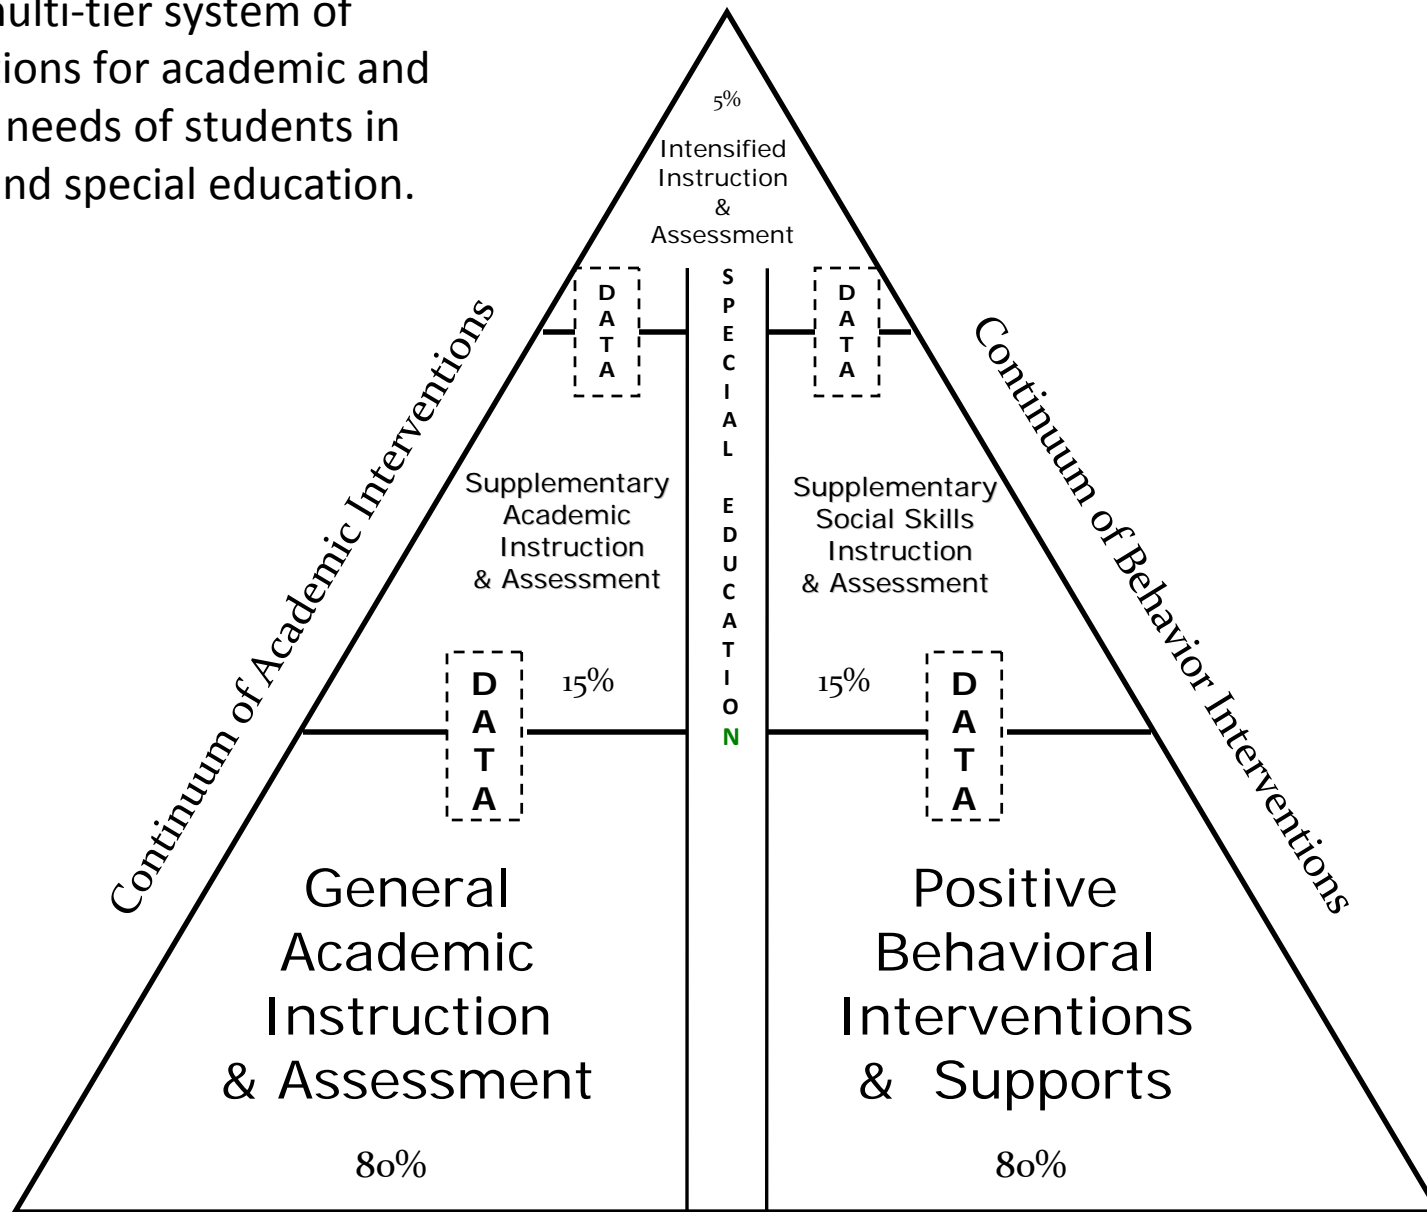 multi-tier system of
tions for academic and
needs of students in
nd special education.
5%
Intensified
Instruction
&
Assessment
D
A
T
A
S
P
E
C
I
A
L
E
D
U
C
A
T
I
O
N
D
A
T
A
Continuum of Academic Interventions
Continuum of Behavior Interventions
Supplementary
Academic
Instruction
& Assessment
Supplementary
Social Skills
Instruction
& Assessment
D
A
T
A
15%
15%
D
A
T
A
General
Academic
Instruction
& Assessment
80%
Positive
Behavioral
Interventions
& Supports
80%